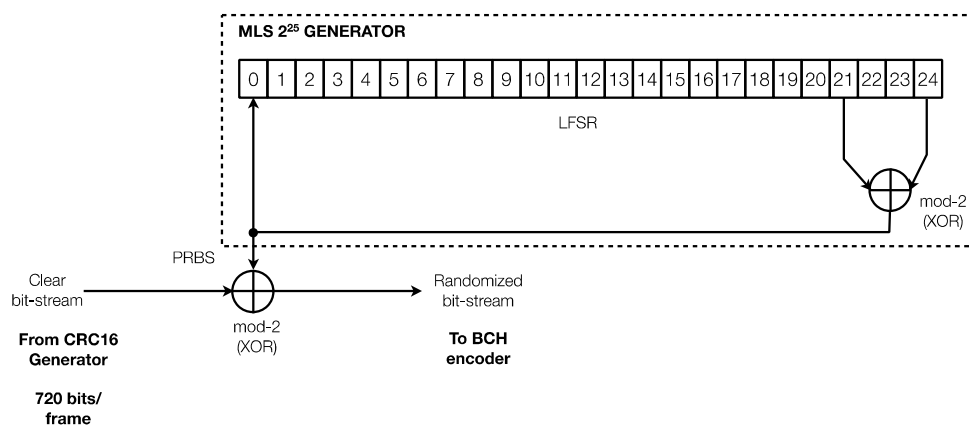 MLS 2²⁵ GENERATOR
0 1 2 3 4 5 6 7 8 9 10 11 12 13 14 15 16 17 18 19 20 21 22 23 24
LFSR
mod-2
(XOR)
PRBS
Clear
bit-stream
Randomized
bit-stream
mod-2
(XOR)
From CRC16
Generator
To BCH
encoder
720 bits/
frame